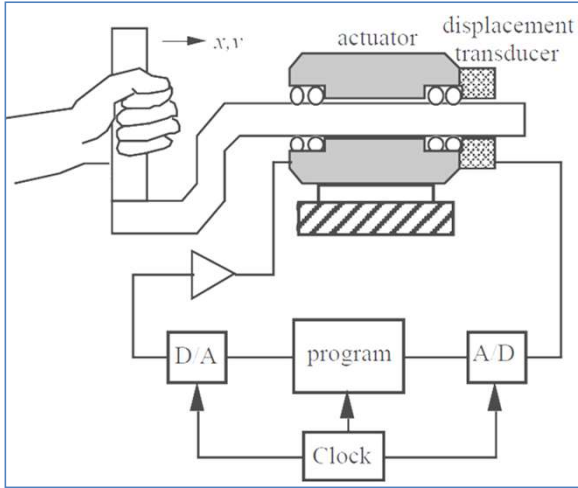 x,v
actuator
displacement
transducer
D/A
program
A/D
Clock